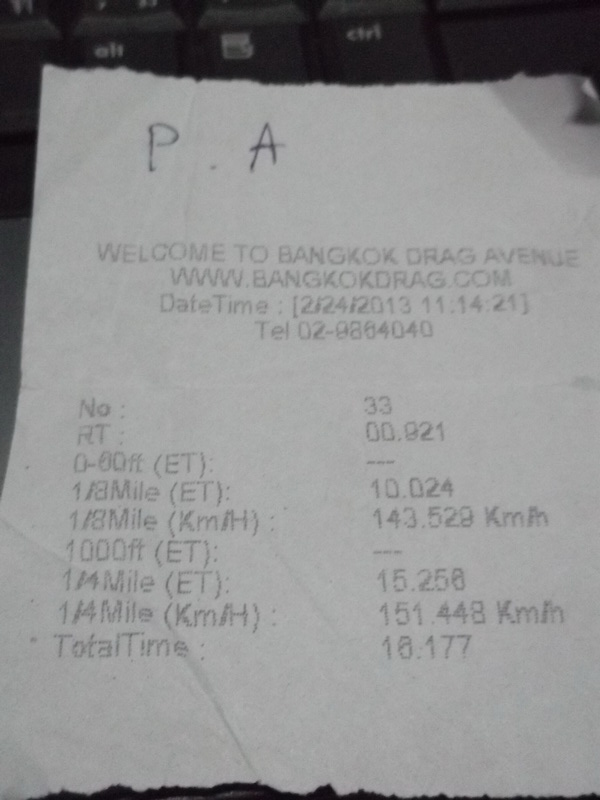 alt
ctrl
P . A
WELCOME TO BANGKOK DRAG AVENUE
WWW.BANGKOKDRAG.COM
DateTime : [2/24/2013 11:14:21]
Tel 02-9864040
No : 33
RT : 00.921
0-60ft (ET): ---
1/8Mile (ET): 10.024
1/8Mile (Km/H) : 143.529 Km/h
1000ft (ET): ---
1/4Mile (ET): 15.256
1/4Mile (Km/H) : 151.448 Km/h
TotalTime : 16.177